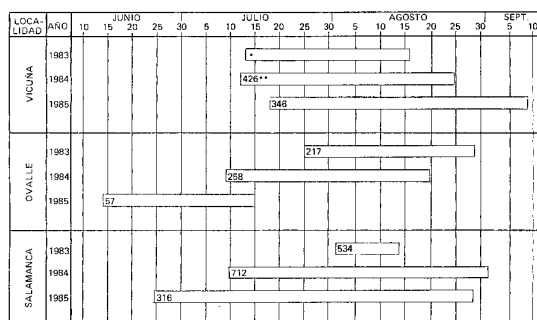 LOCA-LIDAD AÑO JUNIO JULIO AGOSTO SEPT.
10 15 20 25 30 5 10 15 20 25 30 5 10 15 20 25 30 5 10
VICUÑA
1983 *
1984 426**
1985 346
OVALLE
1983 217
1984 258
1985 57
SALAMANCA
1983 534
1984 712
1985 316